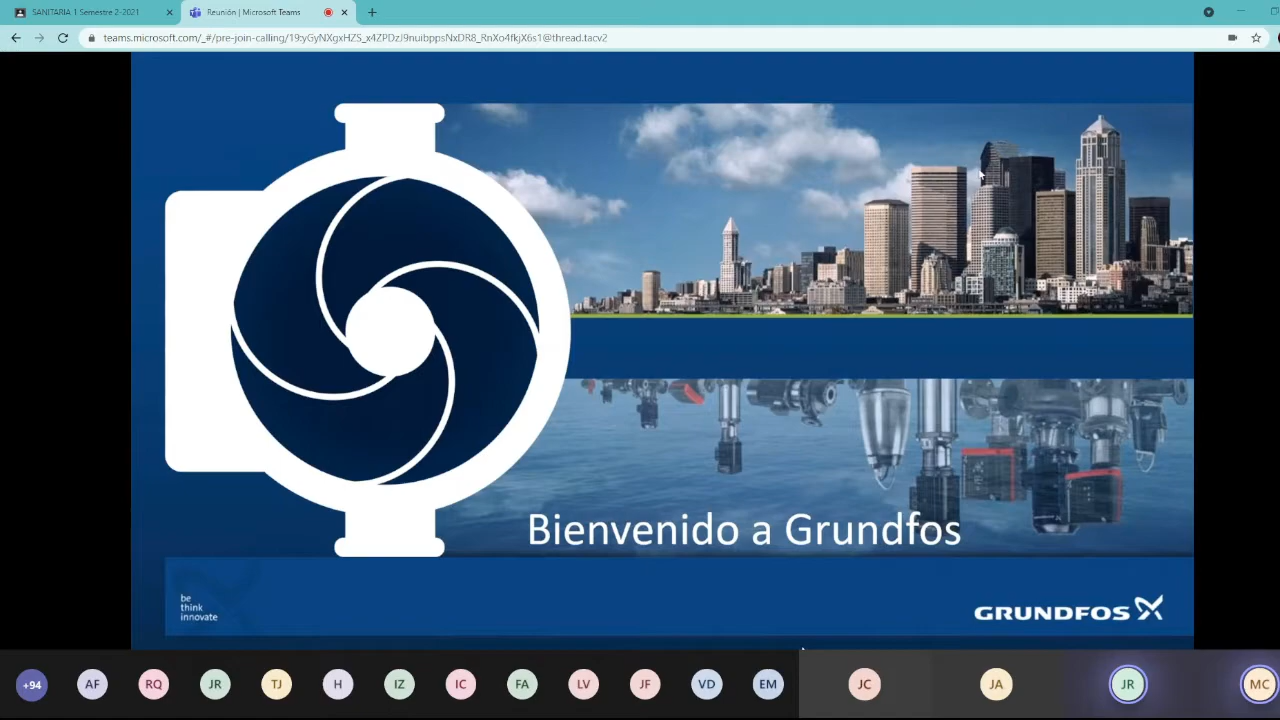 SANITARIA 1 Semestre 2-2021
Reunión | Microsoft Teams
teams.microsoft.com/_#/pre-join-calling/19:yGyNXgxHZS_x4ZPDzJ9nuibppsNxDR8_RnXo4fkjX6s1@thread.tacv2
Bienvenido a Grundfos
be
think
innovate
GRUNDFOS
+94 AF RQ JR TJ H IZ IC FA LV JF VD EM JC JA JR MC